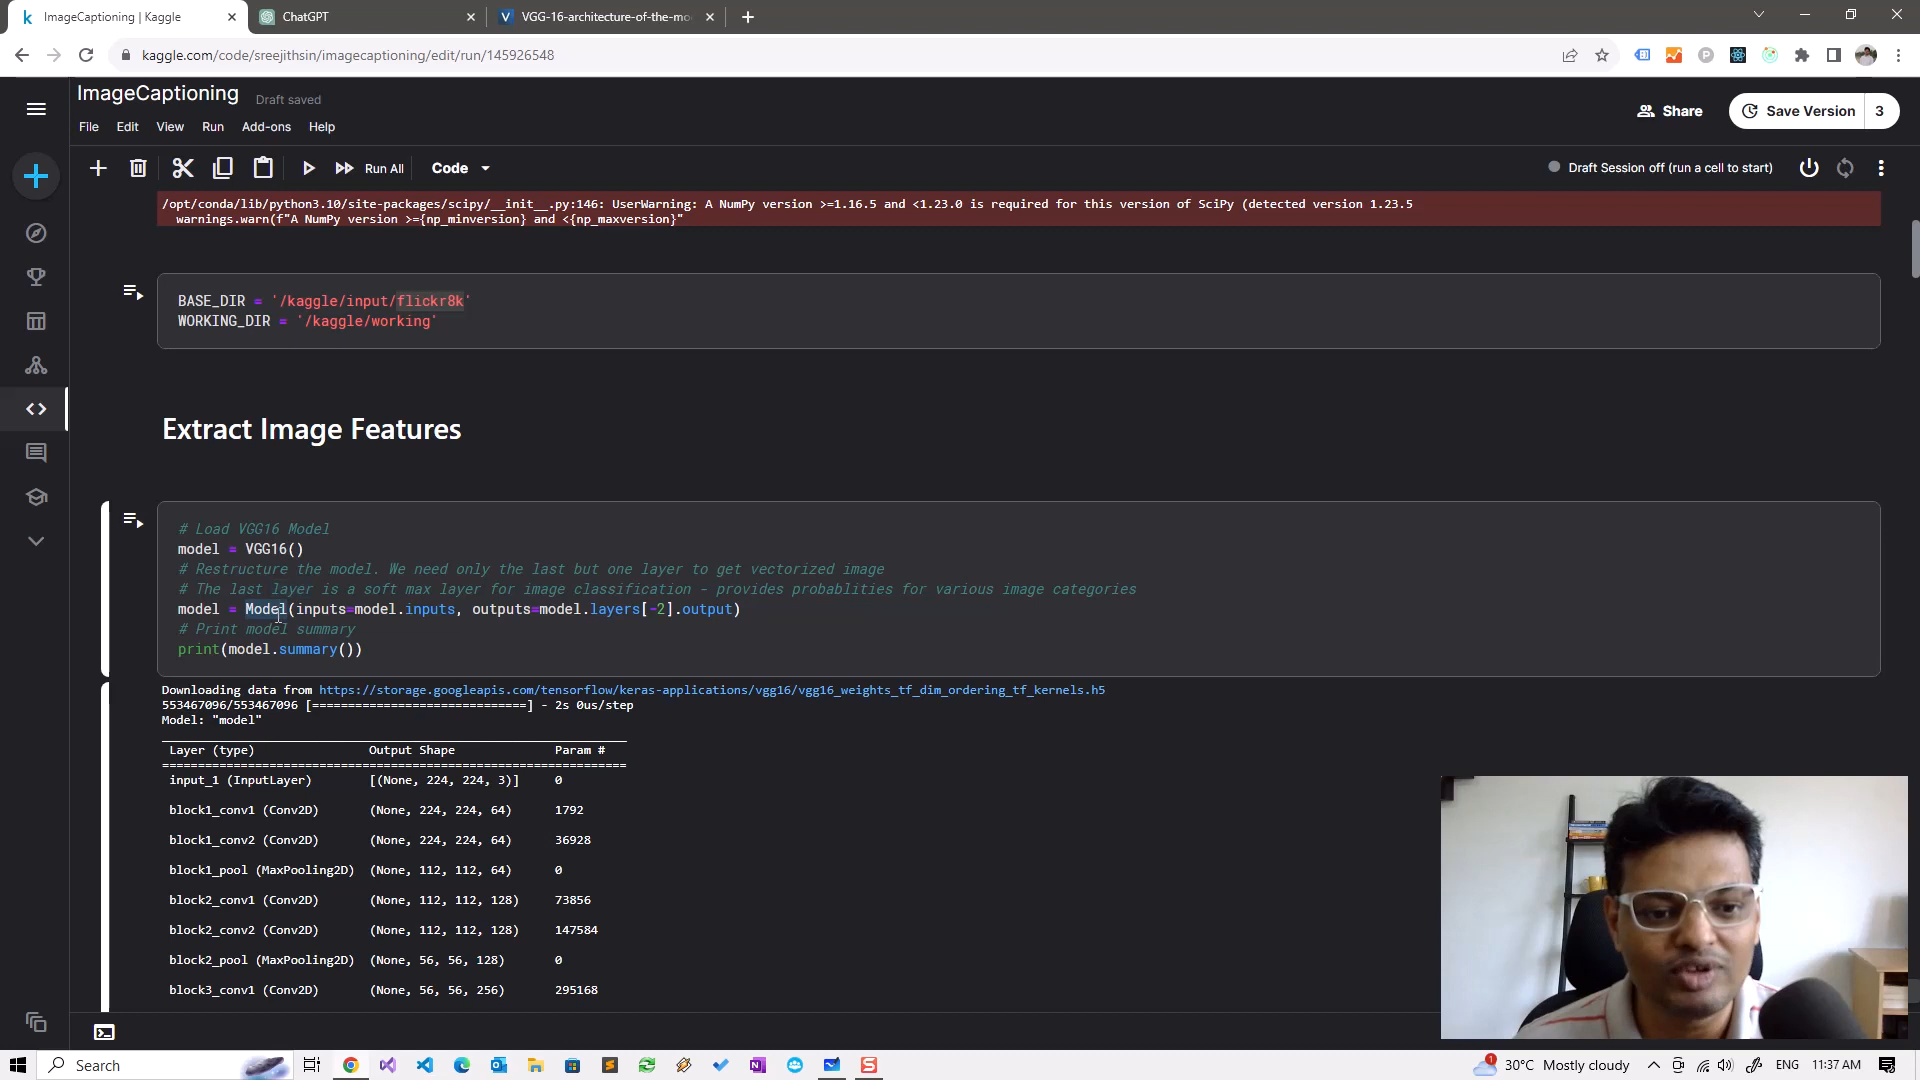 ImageCaptioning | Kaggle
ChatGPT
VGG-16-architecture-of-the-mo
kaggle.com/code/sreejithsin/imagecaptioning/edit/run/145926548
ImageCaptioning
Draft saved
File Edit View Run Add-ons Help
Share
Save Version 3
Run All
Code
Draft Session off (run a cell to start)
/opt/conda/lib/python3.10/site-packages/scipy/__init__.py:146: UserWarning: A NumPy version >=1.16.5 and <1.23.0 is required for this version of SciPy (detected version 1.23.5
warnings.warn(f"A NumPy version >={np_minversion} and <{np_maxversion}"
BASE_DIR = '/kaggle/input/flickr8k'
WORKING_DIR = '/kaggle/working'
Extract Image Features
# Load VGG16 Model
model = VGG16()
# Restructure the model. We need only the last but one layer to get vectorized image
# The last layer is a soft max layer for image classification - provides probablities for various image categories
model = Model(inputs=model.inputs, outputs=model.layers[-2].output)
# Print model summary
print(model.summary())
Downloading data from https://storage.googleapis.com/tensorflow/keras-applications/vgg16/vgg16_weights_tf_dim_ordering_tf_kernels.h5
553467096/553467096 [==============================] - 2s 0us/step
Model: "model"
Layer (type) Output Shape Param #
=================================================================
input_1 (InputLayer) [(None, 224, 224, 3)] 0
block1_conv1 (Conv2D) (None, 224, 224, 64) 1792
block1_conv2 (Conv2D) (None, 224, 224, 64) 36928
block1_pool (MaxPooling2D) (None, 112, 112, 64) 0
block2_conv1 (Conv2D) (None, 112, 112, 128) 73856
block2_conv2 (Conv2D) (None, 112, 112, 128) 147584
block2_pool (MaxPooling2D) (None, 56, 56, 128) 0
block3_conv1 (Conv2D) (None, 56, 56, 256) 295168
Search
1
30°C Mostly cloudy
ENG
11:37 AM